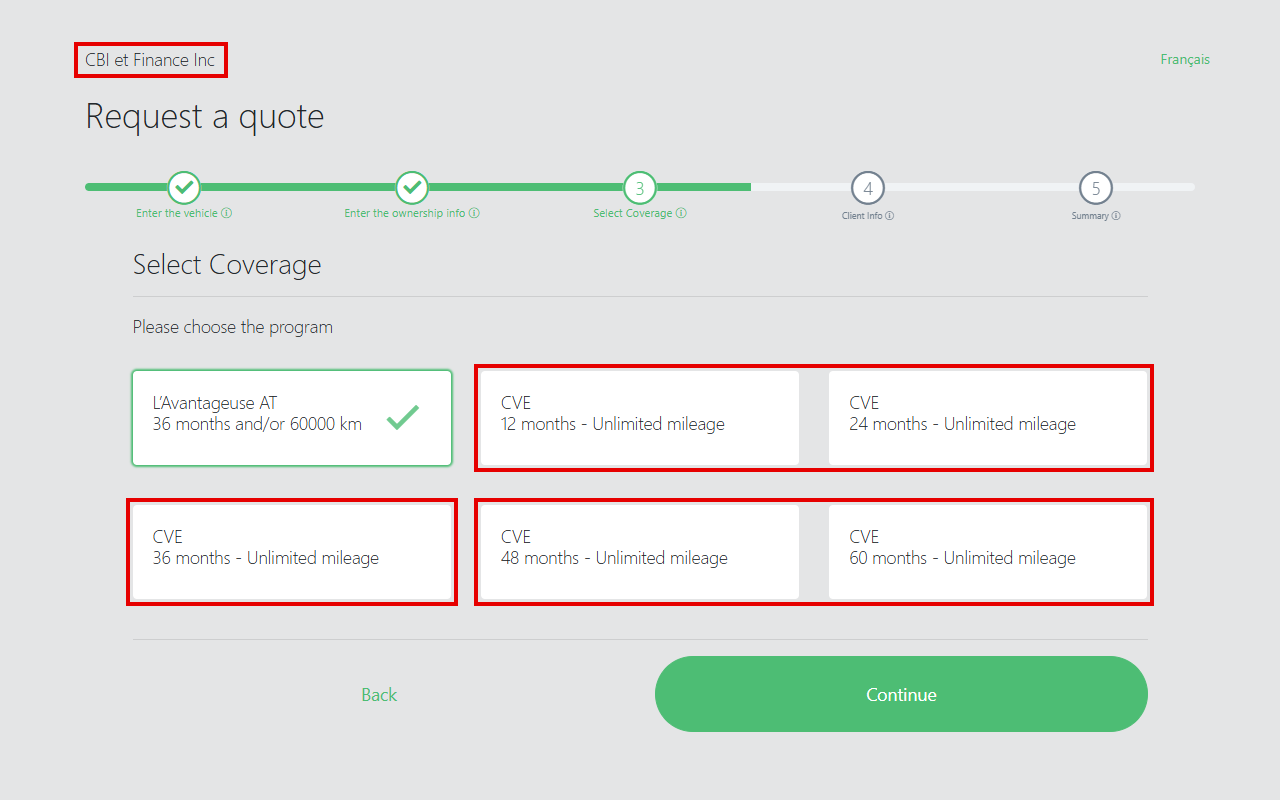 CBI et Finance Inc
Français
Request a quote
3
4
5
Enter the vehicle ⓘ
Enter the ownership info ⓘ
Select Coverage ⓘ
Client Info ⓘ
Summary ⓘ
Select Coverage
Please choose the program
L'Avantageuse AT
36 months and/or 60000 km
CVE
12 months - Unlimited mileage
CVE
24 months - Unlimited mileage
CVE
36 months - Unlimited mileage
CVE
48 months - Unlimited mileage
CVE
60 months - Unlimited mileage
Back
Continue